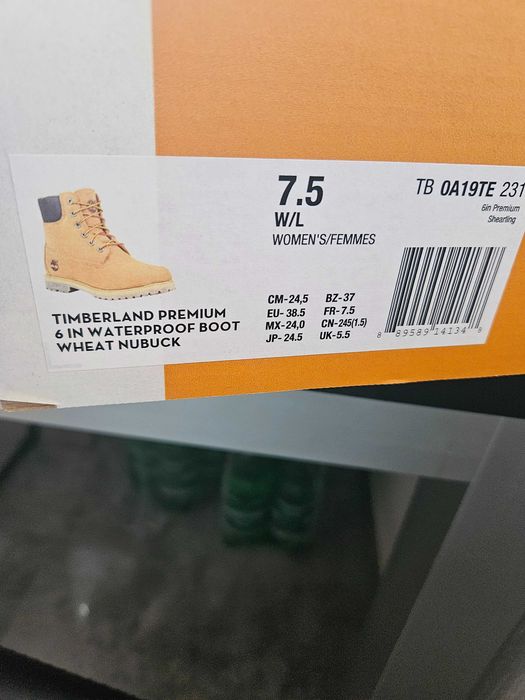 7.5
W/L
WOMEN'S/FEMMES
TB 0A19TE 231
6in Premium
Shearling
TIMBERLAND PREMIUM
6 IN WATERPROOF BOOT
WHEAT NUBUCK
CM-24,5 BZ-37
EU- 38.5 FR-7.5
MX-24,0 CN-245(1.5)
JP- 24.5 UK-5.5
8 89589 14134 8